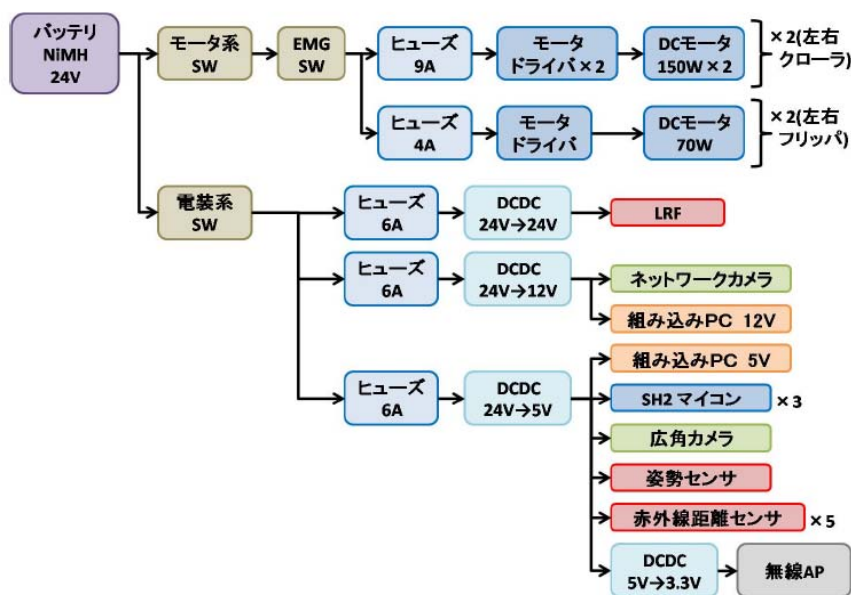 バッテリ
NiMH
24V
モータ系
SW
EMG
SW
ヒューズ
9A
モータ
ドライバ×2
DCモータ
150W×2
×2(左右
クローラ)
ヒューズ
4A
モータ
ドライバ
DCモータ
70W
×2(左右
フリッパ)
電装系
SW
ヒューズ
6A
DCDC
24V→24V
LRF
ヒューズ
6A
DCDC
24V→12V
ネットワークカメラ
組み込みPC 12V
ヒューズ
6A
DCDC
24V→5V
組み込みPC 5V
SH2 マイコン ×3
広角カメラ
姿勢センサ
赤外線距離センサ ×5
DCDC
5V→3.3V
無線AP